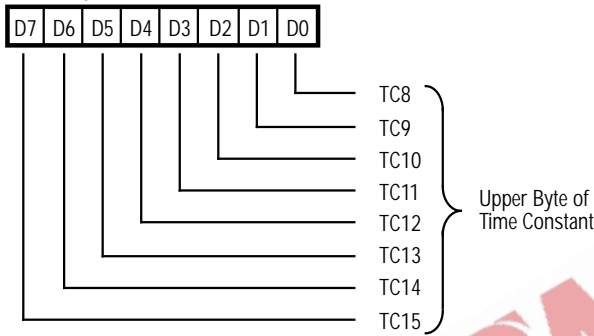 D7 D6 D5 D4 D3 D2 D1 D0
TC8
TC9
TC10
TC11
TC12
TC13
TC14
TC15
Upper Byte of
Time Constant